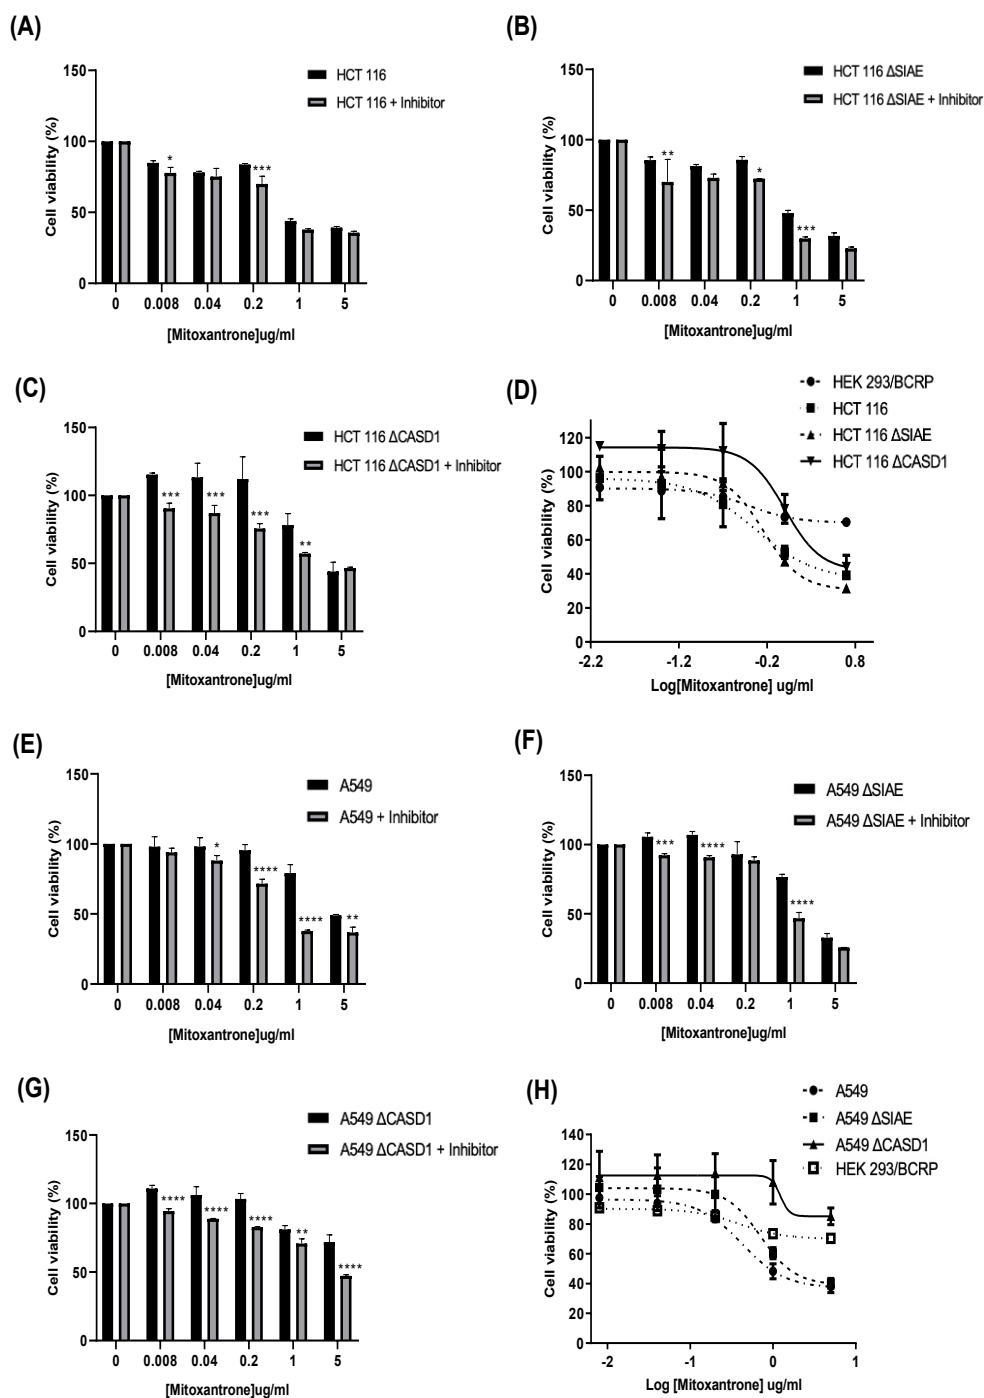 (A)
HCT 116
HCT 116 + Inhibitor
Cell viability (%)
150
100
50
0
* ***
0 0.008 0.04 0.2 1 5
[Mitoxantrone]ug/ml
(B)
HCT 116 ΔSIAE
HCT 116 ΔSIAE + Inhibitor
Cell viability (%)
150
100
50
0
** * ***
0 0.008 0.04 0.2 1 5
[Mitoxantrone]ug/ml
(C)
HCT 116 ΔCASD1
HCT 116 ΔCASD1 + Inhibitor
Cell viability (%)
150
100
50
0
*** *** *** **
0 0.008 0.04 0.2 1 5
[Mitoxantrone]ug/ml
(D)
HEK 293/BCRP
HCT 116
HCT 116 ΔSIAE
HCT 116 ΔCASD1
Cell viability (%)
120
100
80
60
40
20
0
-2.2 -1.2 -0.2 0.8
Log[Mitoxantrone] ug/ml
(E)
A549
A549 + Inhibitor
Cell viability (%)
150
100
50
0
* **** **** **
0 0.008 0.04 0.2 1 5
[Mitoxantrone]ug/ml
(F)
A549 ΔSIAE
A549 ΔSIAE + Inhibitor
Cell viability (%)
150
100
50
0
*** **** ****
0 0.008 0.04 0.2 1 5
[Mitoxantrone]ug/ml
(G)
A549 ΔCASD1
A549 ΔCASD1 + Inhibitor
Cell viability (%)
150
100
50
0
**** **** **** ** ****
0 0.008 0.04 0.2 1 5
[Mitoxantrone]ug/ml
(H)
A549
A549 ΔSIAE
A549 ΔCASD1
HEK 293/BCRP
Cell viability (%)
140
120
100
80
60
40
20
0
-2 -1 0 1
Log [Mitoxantrone] ug/ml